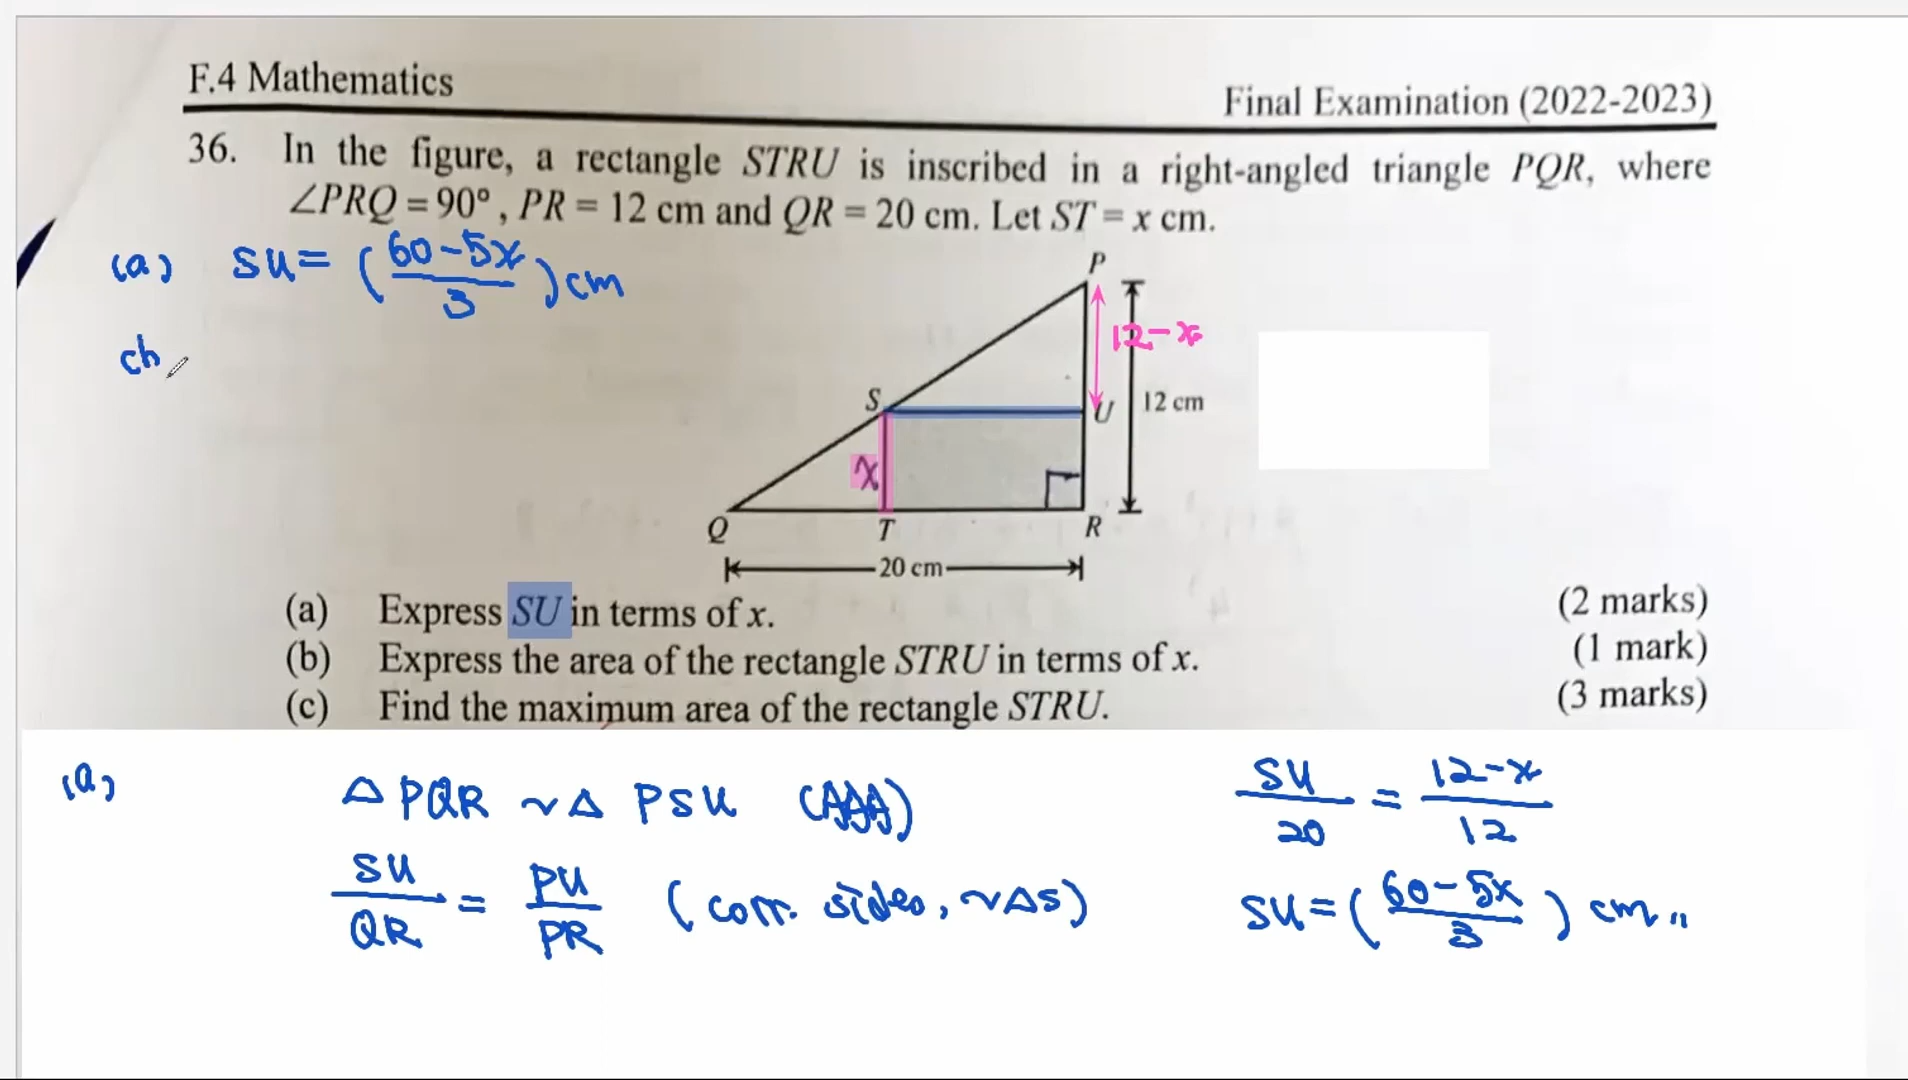 F.4 Mathematics
Final Examination (2022-2023)
36. In the figure, a rectangle STRU is inscribed in a right-angled triangle PQR, where
∠PRQ = 90°, PR = 12 cm and QR = 20 cm. Let ST = x cm.
(a) SU = (60-5x/3) cm
(b)
P
12-x
S
U
12 cm
x
Q
T
R
20 cm
(a) Express SU in terms of x. (2 marks)
(b) Express the area of the rectangle STRU in terms of x. (1 mark)
(c) Find the maximum area of the rectangle STRU. (3 marks)
(a) △PQR ~ △PSU (AAA)
SU/QR = PU/PR (corr. sides, ~△s)
SU/20 = 12-x/12
SU = (60-5x/3) cm,,